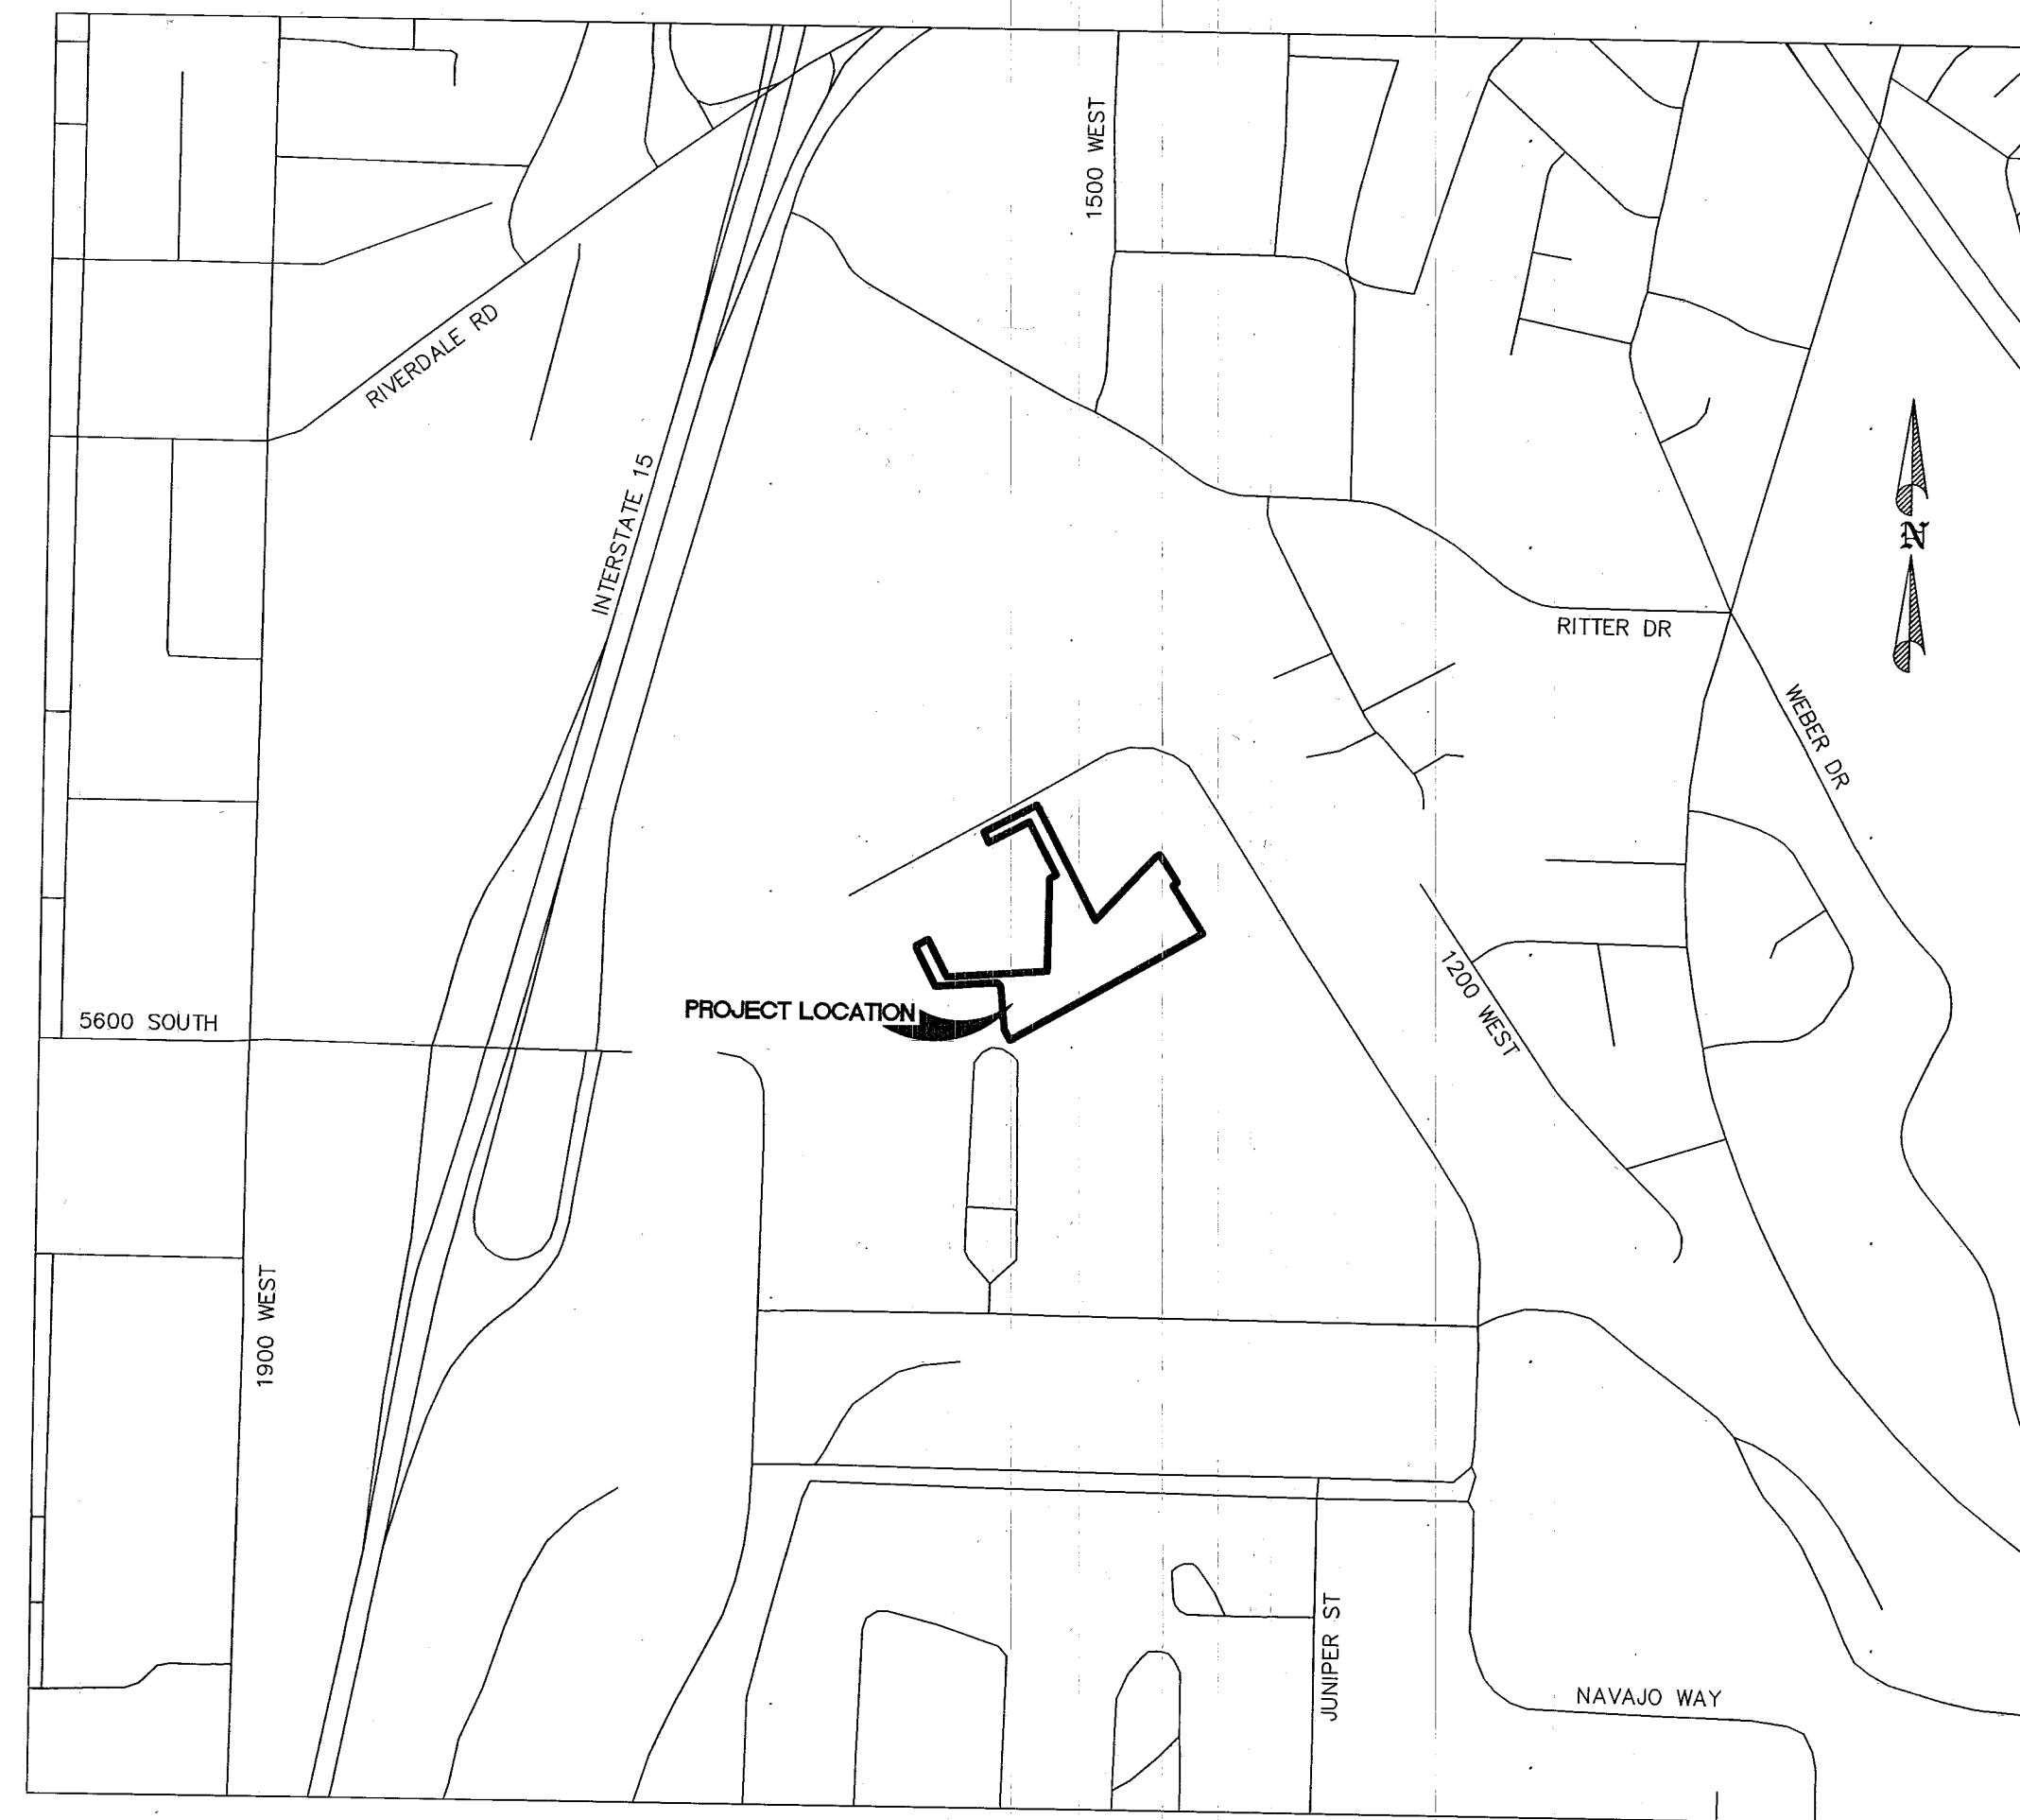 1500 WEST
RIVERDALE RD
INTERSTATE 15
N
RITTER DR
WEBER DR
1200 WEST
PROJECT LOCATION
5600 SOUTH
1900 WEST
JUNIPER ST
NAVAJO WAY